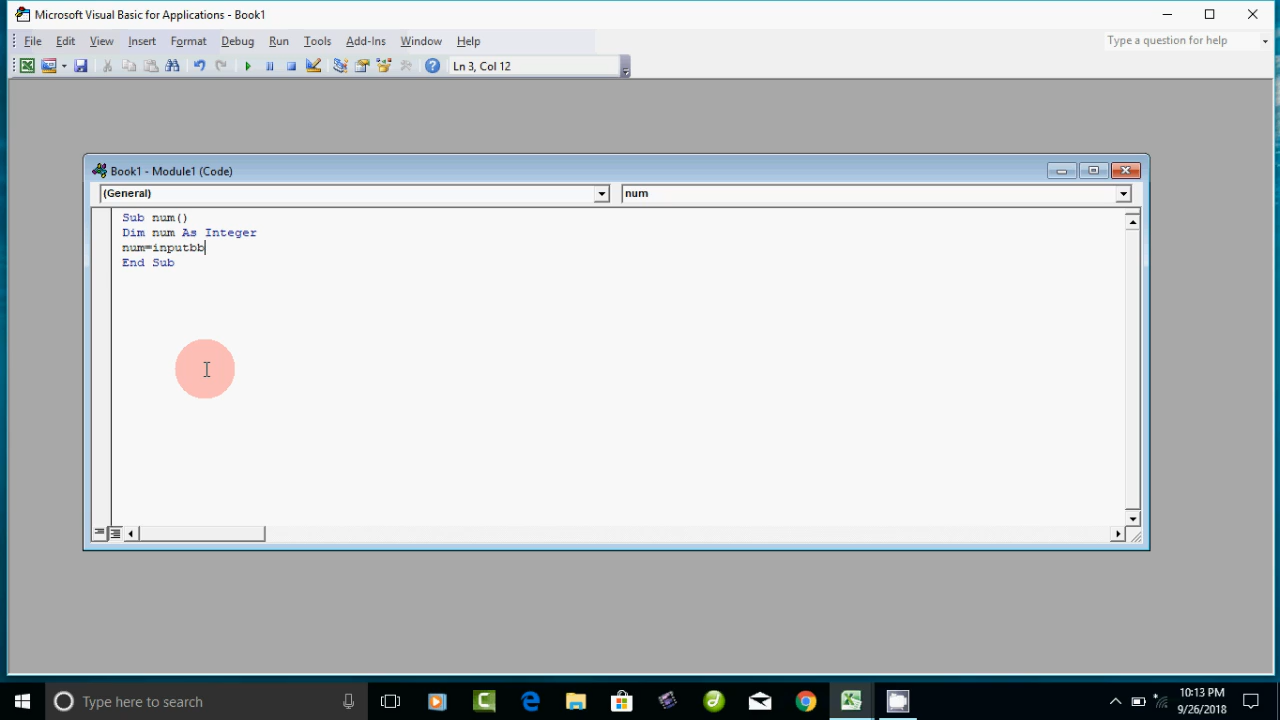 Microsoft Visual Basic for Applications - Book1
File Edit View Insert Format Debug Run Tools Add-Ins Window Help
Type a question for help
Ln 3, Col 12
Book1 - Module1 (Code)
(General) num
Sub num()
Dim num As Integer
num=inputbb
End Sub
Type here to search
10:13 PM
9/26/2018